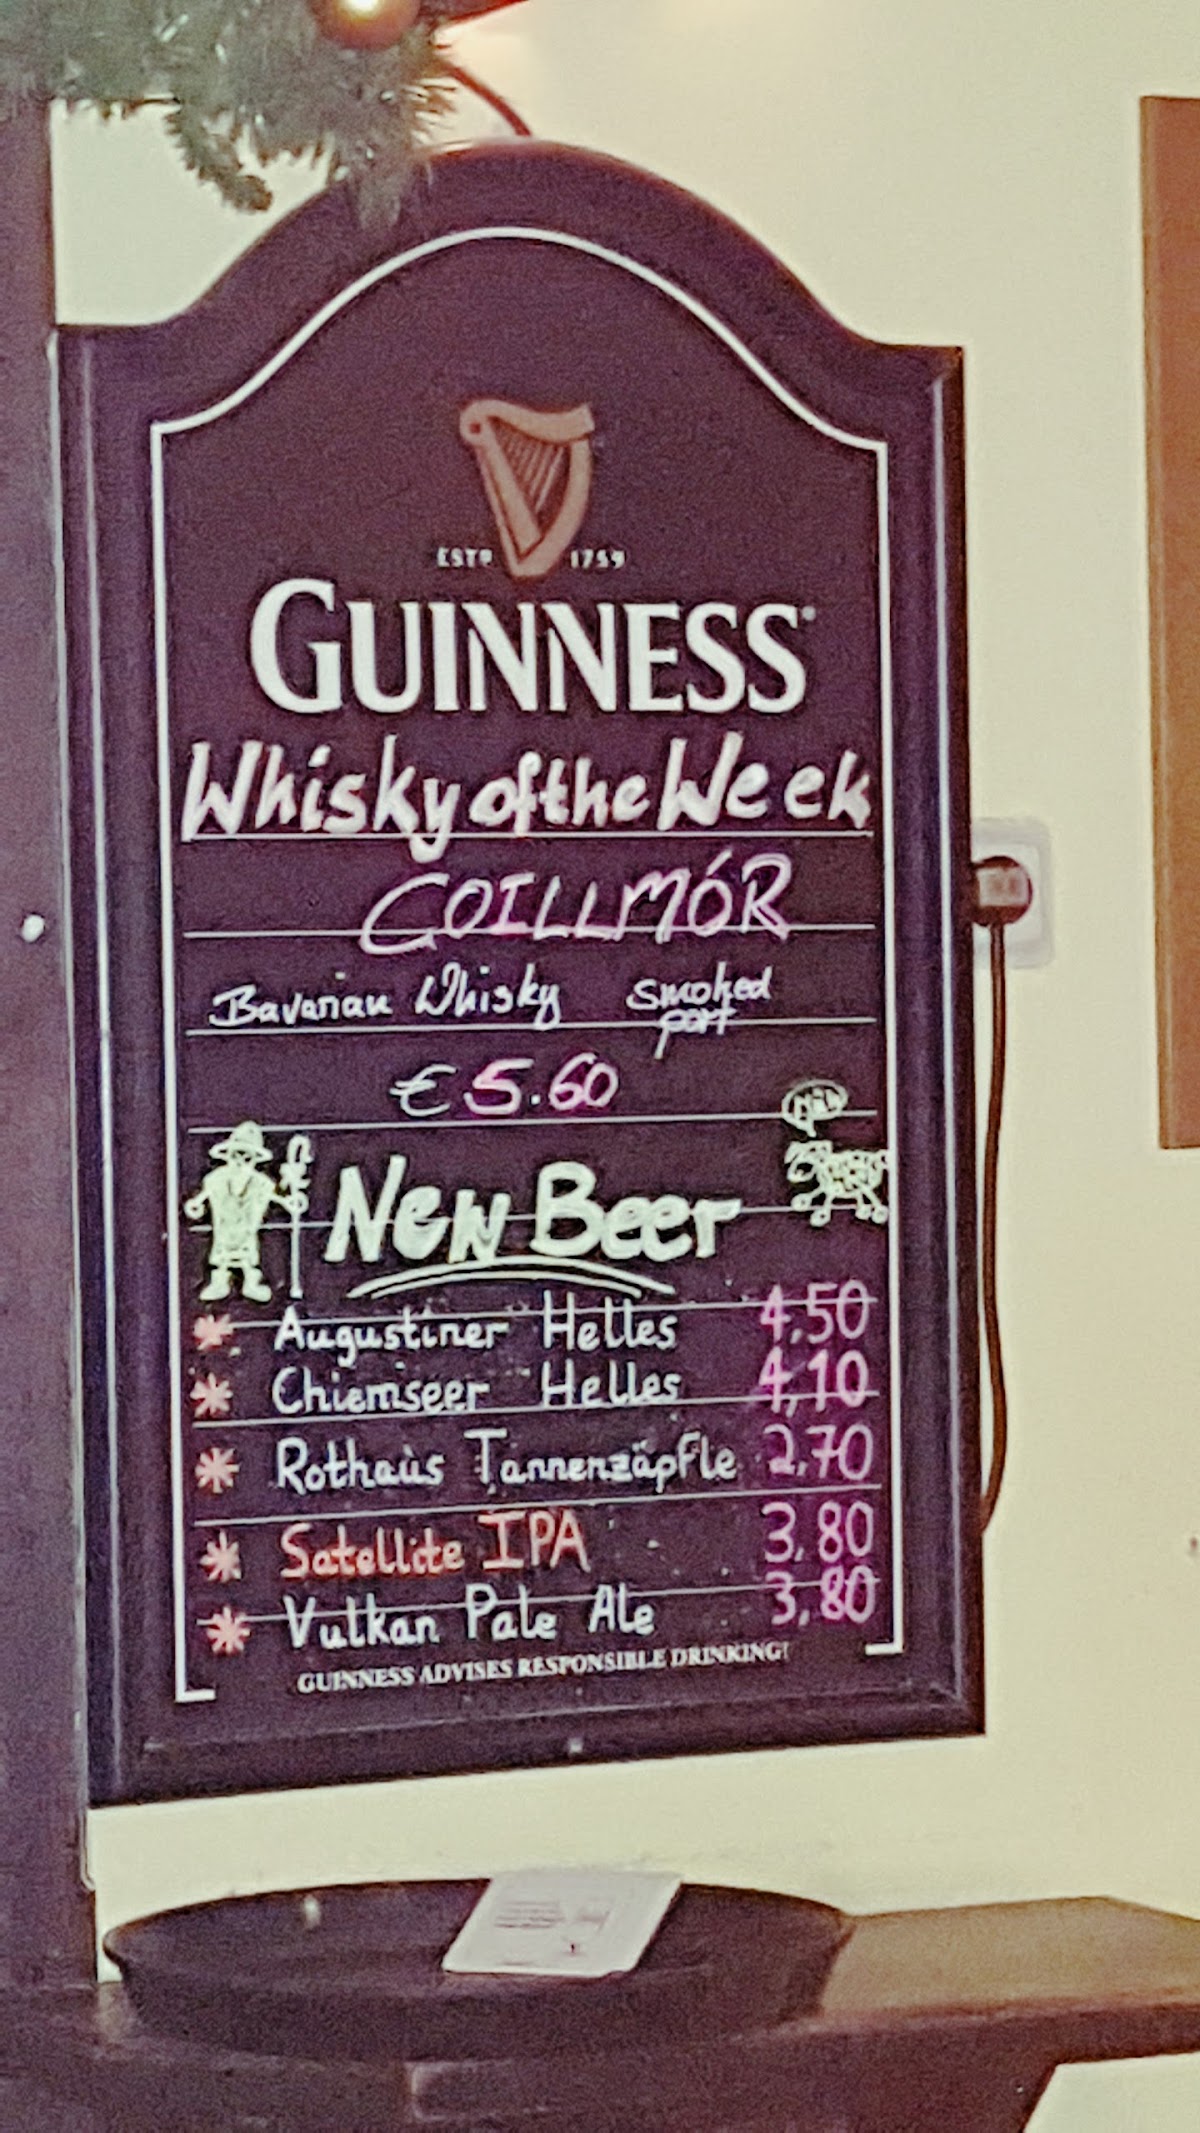 ESTD 1759
GUINNESS
Whisky of the Week
COILLMÓR
Bavarian Whisky smoked
port
€ 5.60
New Beer
Augustiner Helles 4.50
Chiemseer Helles 4,10
Rothaus Tannenzäpfle 2,70
Satellite IPA 3,80
Vulkan Pale Ale 3,80
GUINNESS ADVISES RESPONSIBLE DRINKING!